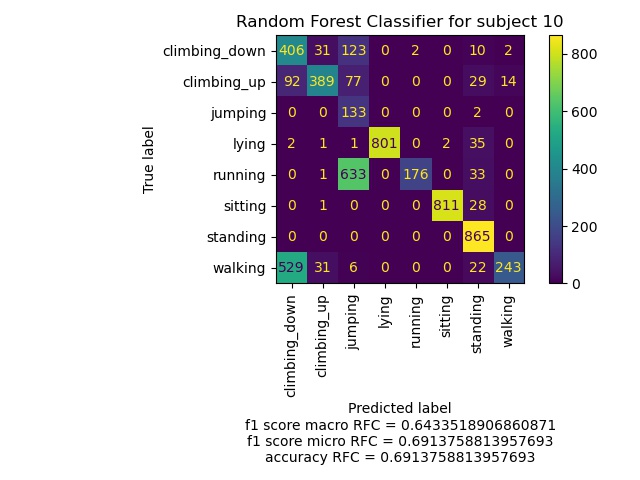 Random Forest Classifier for subject 10
True label
climbing_down 406 31 123 0 2 0 10 2
climbing_up 92 389 77 0 0 0 29 14
jumping 0 0 133 0 0 0 2 0
lying 2 1 1 801 0 2 35 0
running 0 1 633 0 176 0 33 0
sitting 0 1 0 0 0 811 28 0
standing 0 0 0 0 0 0 865 0
walking 529 31 6 0 0 0 22 243
climbing_down climbing_up jumping lying running sitting standing walking
800
600
400
200
0
Predicted label
f1 score macro RFC = 0.6433518906860871
f1 score micro RFC = 0.6913758813957693
accuracy RFC = 0.6913758813957693